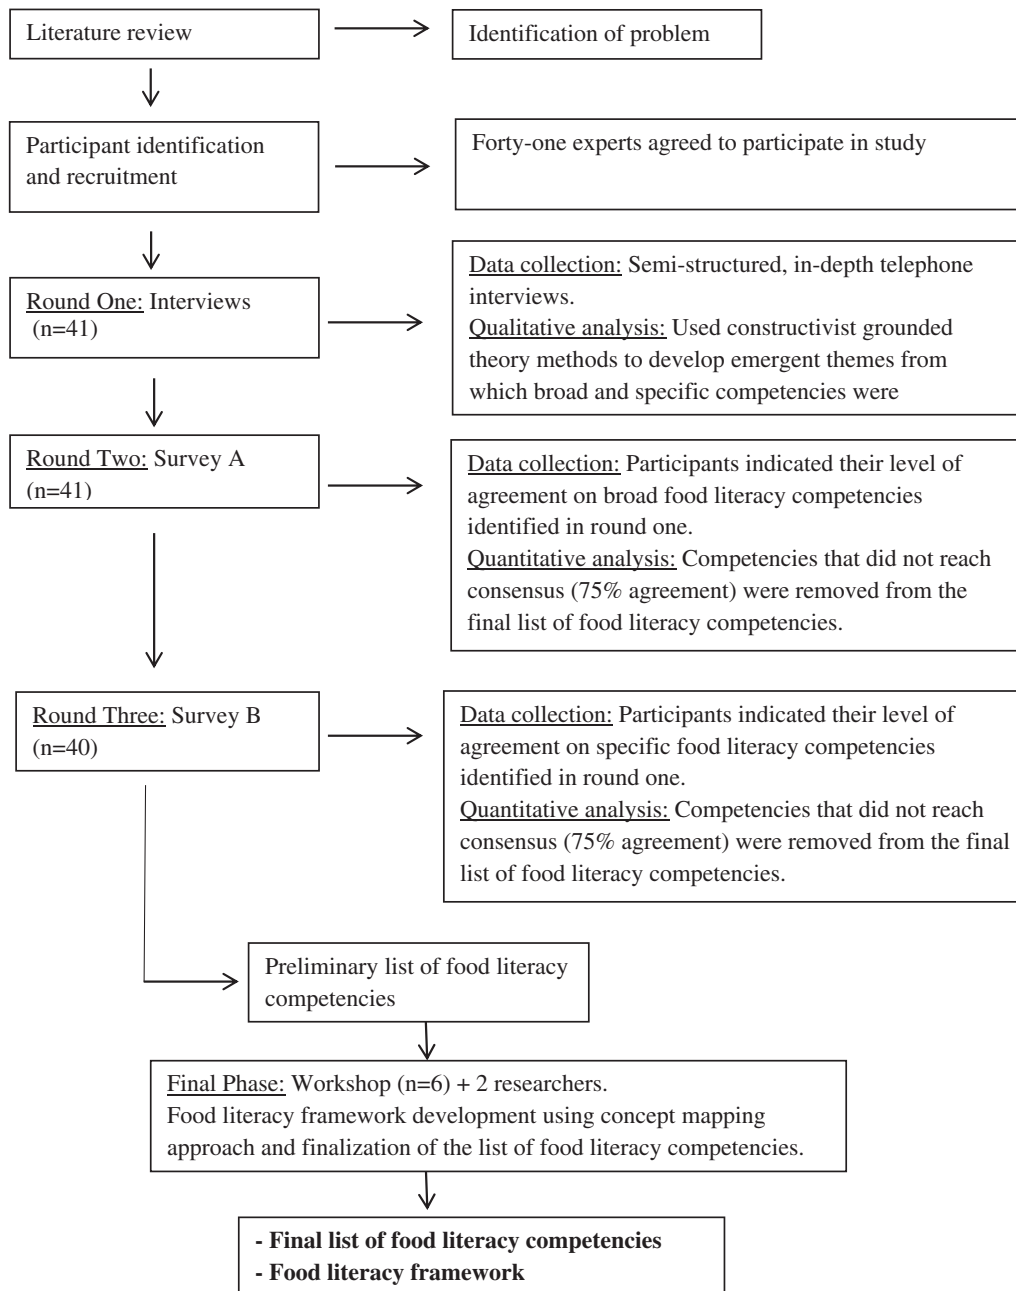 Literature review
Identification of problem
Participant identification
and recruitment
Forty-one experts agreed to participate in study
Round One: Interviews
(n=41)
Data collection: Semi-structured, in-depth telephone
interviews.
Qualitative analysis: Used constructivist grounded
theory methods to develop emergent themes from
which broad and specific competencies were
Round Two: Survey A
(n=41)
Data collection: Participants indicated their level of
agreement on broad food literacy competencies
identified in round one.
Quantitative analysis: Competencies that did not reach
consensus (75% agreement) were removed from the
final list of food literacy competencies.
Round Three: Survey B
(n=40)
Data collection: Participants indicated their level of
agreement on specific food literacy competencies
identified in round one.
Quantitative analysis: Competencies that did not reach
consensus (75% agreement) were removed from the final
list of food literacy competencies.
Preliminary list of food literacy
competencies
Final Phase: Workshop (n=6) + 2 researchers.
Food literacy framework development using concept mapping
approach and finalization of the list of food literacy competencies.
- Final list of food literacy competencies
- Food literacy framework